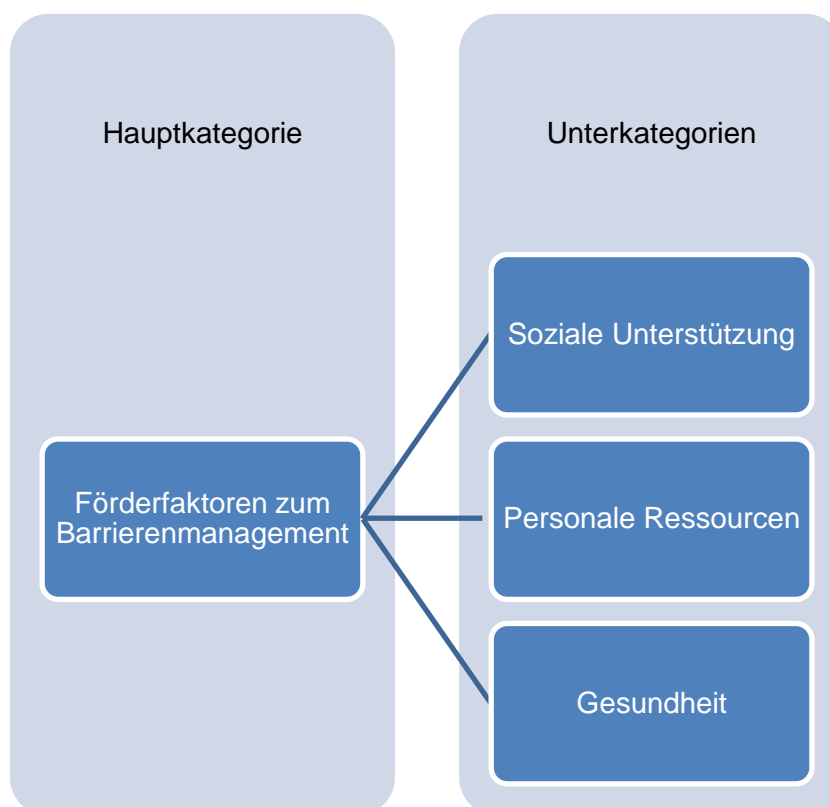 Hauptkategorie
Unterkategorien
Soziale Unterstützung
Förderfaktoren zum
Barrierenmanagement
Personale Ressourcen
Gesundheit